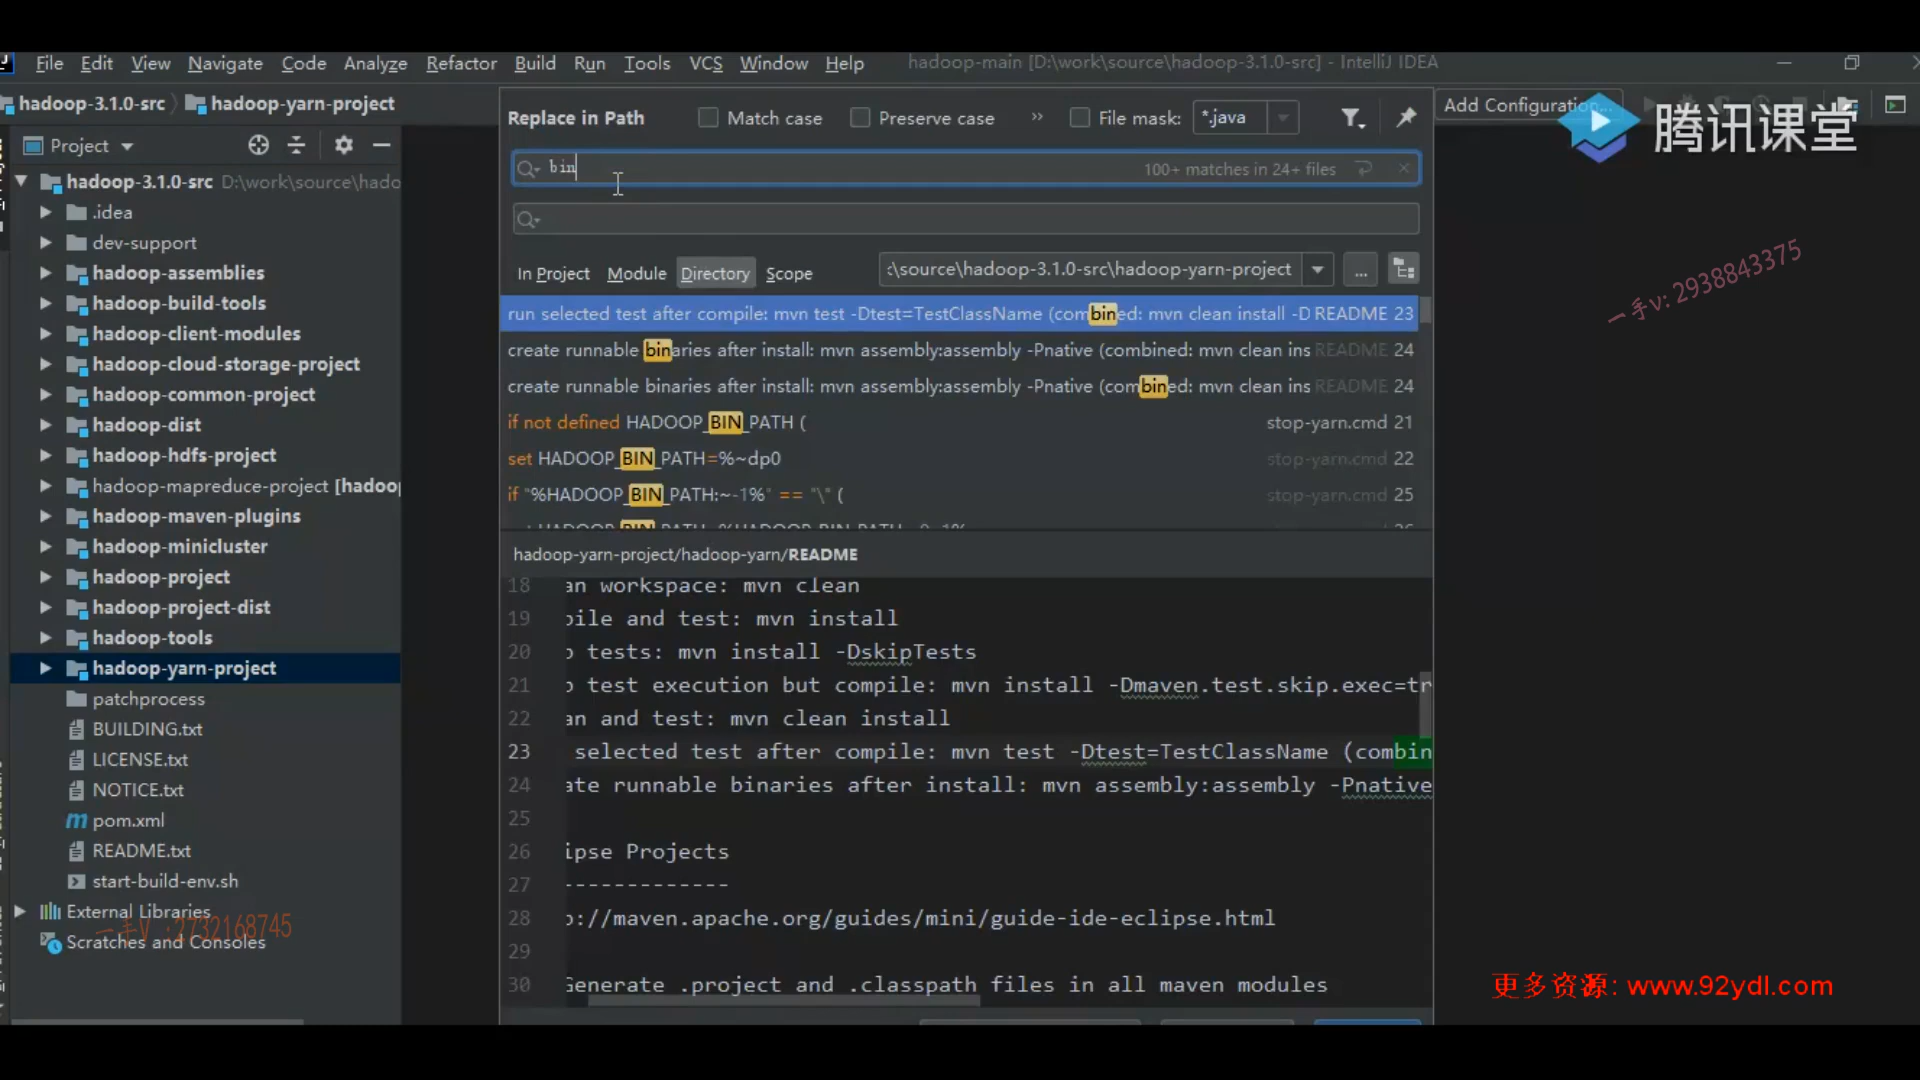 File Edit View Navigate Code Analyze Refactor Build Run Tools VCS Window Help hadoop-main [D:\work\source\hadoop-3.1.0-src] - IntelliJ IDEA
hadoop-3.1.0-src hadoop-yarn-project
Add Configuration...
腾讯课堂
Project
hadoop-3.1.0-src D:\work\source\hado
.idea
dev-support
hadoop-assemblies
hadoop-build-tools
hadoop-client-modules
hadoop-cloud-storage-project
hadoop-common-project
hadoop-dist
hadoop-hdfs-project
hadoop-mapreduce-project [hadoo
hadoop-maven-plugins
hadoop-minicluster
hadoop-project
hadoop-project-dist
hadoop-tools
hadoop-yarn-project
patchprocess
BUILDING.txt
LICENSE.txt
NOTICE.txt
pom.xml
README.txt
start-build-env.sh
External Libraries
一手V :2732168745
Scratches and Consoles
Replace in Path Match case Preserve case » File mask: *.java
bin 100+ matches in 24+ files
In Project Module Directory Scope :\source\hadoop-3.1.0-src\hadoop-yarn-project ...
run selected test after compile: mvn test -Dtest=TestClassName (combined: mvn clean install -D README 23
create runnable binaries after install: mvn assembly:assembly -Pnative (combined: mvn clean ins README 24
create runnable binaries after install: mvn assembly:assembly -Pnative (combined: mvn clean ins README 24
if not defined HADOOP_BIN_PATH ( stop-yarn.cmd 21
set HADOOP_BIN_PATH=%~dp0 stop-yarn.cmd 22
if "%HADOOP_BIN_PATH:~-1%" == "\" ( stop-yarn.cmd 25
hadoop-yarn-project/hadoop-yarn/README
18 an workspace: mvn clean
19 pile and test: mvn install
20 p tests: mvn install -DskipTests
21 p test execution but compile: mvn install -Dmaven.test.skip.exec=tr
22 an and test: mvn clean install
23 selected test after compile: mvn test -Dtest=TestClassName (combin
24 ate runnable binaries after install: mvn assembly:assembly -Pnative
25
26 ipse Projects
27 -------------
28 p://maven.apache.org/guides/mini/guide-ide-eclipse.html
29
30 Generate .project and .classpath files in all maven modules
一手v: 2938843375
更多资源: www.92ydl.com